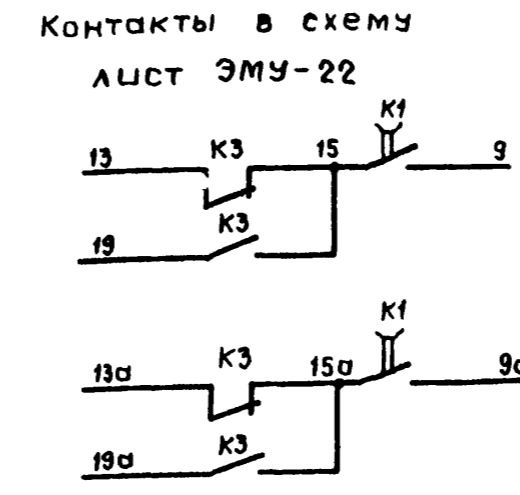 Контакты в схему
лист ЭМУ-22
К1
13 К3 15 9
19 К3
К1
13а К3 15а 9а
19а К3